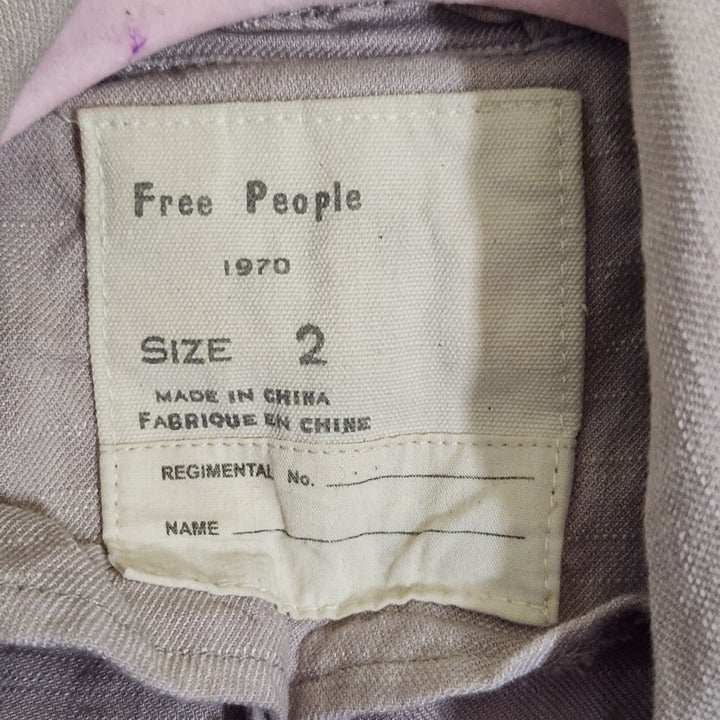 Free People
1970
SIZE 2
MADE IN CHINA
FABRIQUE EN CHINE
REGIMENTAL No.
NAME